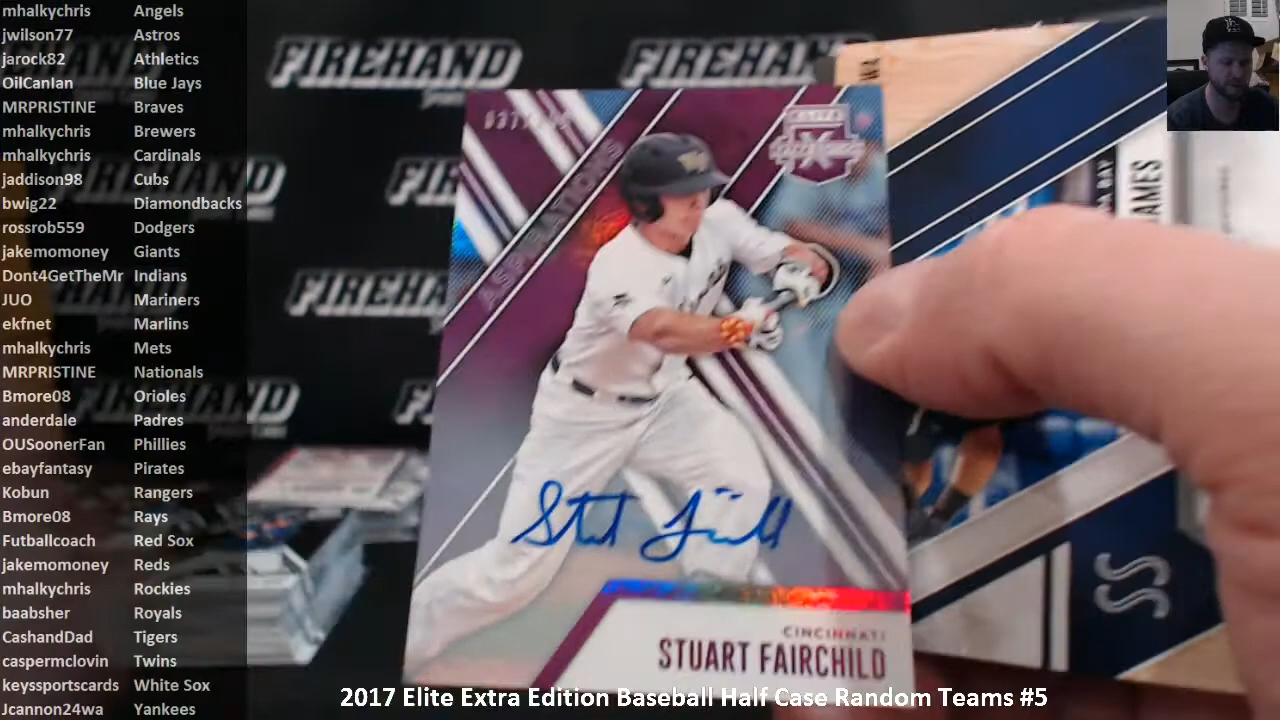 mhalkychris Angels
jwilson77 Astros
jarock82 Athletics
OilCanIan Blue Jays
MRPRISTINE Braves
mhalkychris Brewers
mhalkychris Cardinals
jaddison98 Cubs
bwig22 Diamondbacks
rossrob559 Dodgers
jakemomoney Giants
Dont4GetTheMr Indians
JUO Mariners
ekfnet Marlins
mhalkychris Mets
MRPRISTINE Nationals
Bmore08 Orioles
anderdale Padres
OUSoonerFan Phillies
ebayfantasy Pirates
Kobun Rangers
Bmore08 Rays
Futballcoach Red Sox
jakemomoney Reds
mhalkychris Rockies
baabsher Royals
CashandDad Tigers
caspermclovin Twins
keyssportscards White Sox
Jcannon24wa Yankees
FIREHAND
FIREHAND
FIREHAND
ASPIRATIONS
CINCINNATI
STUART FAIRCHILD
SS
2017 Elite Extra Edition Baseball Half Case Random Teams #5